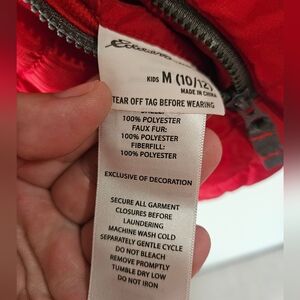 KIDS M (10/12)
MADE IN CHINA
TEAR OFF TAG BEFORE WEARING
100% POLYESTER
FAUX FUR:
100% POLYESTER
FIBERFILL:
100% POLYESTER
EXCLUSIVE OF DECORATION
SECURE ALL GARMENT
CLOSURES BEFORE
LAUNDERING
MACHINE WASH COLD
SEPARATELY GENTLE CYCLE
DO NOT BLEACH
REMOVE PROMPTLY
TUMBLE DRY LOW
DO NOT IRON